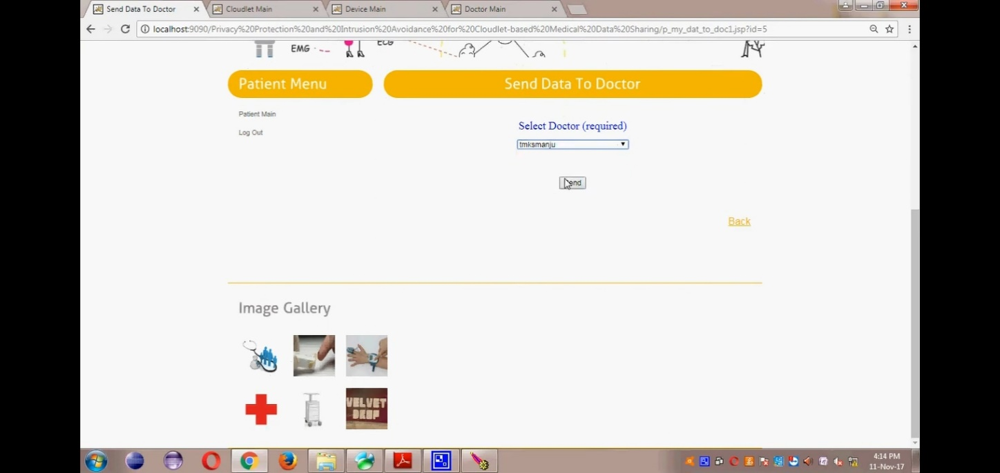 Send Data To Doctor
Cloudlet Main
Device Main
Doctor Main
localhost:9090/Privacy%20Protection%20and%20Intrusion%20Avoidance%20for%20Cloudlet-based%20Medical%20Data%20Sharing/p_my_dat_to_doc1.jsp?id=5
EMG
ECG
Patient Menu
Send Data To Doctor
Patient Main
Log Out
Select Doctor (required)
tmksmanju
Back
Image Gallery
VELVET
4:14 PM
11-Nov-17